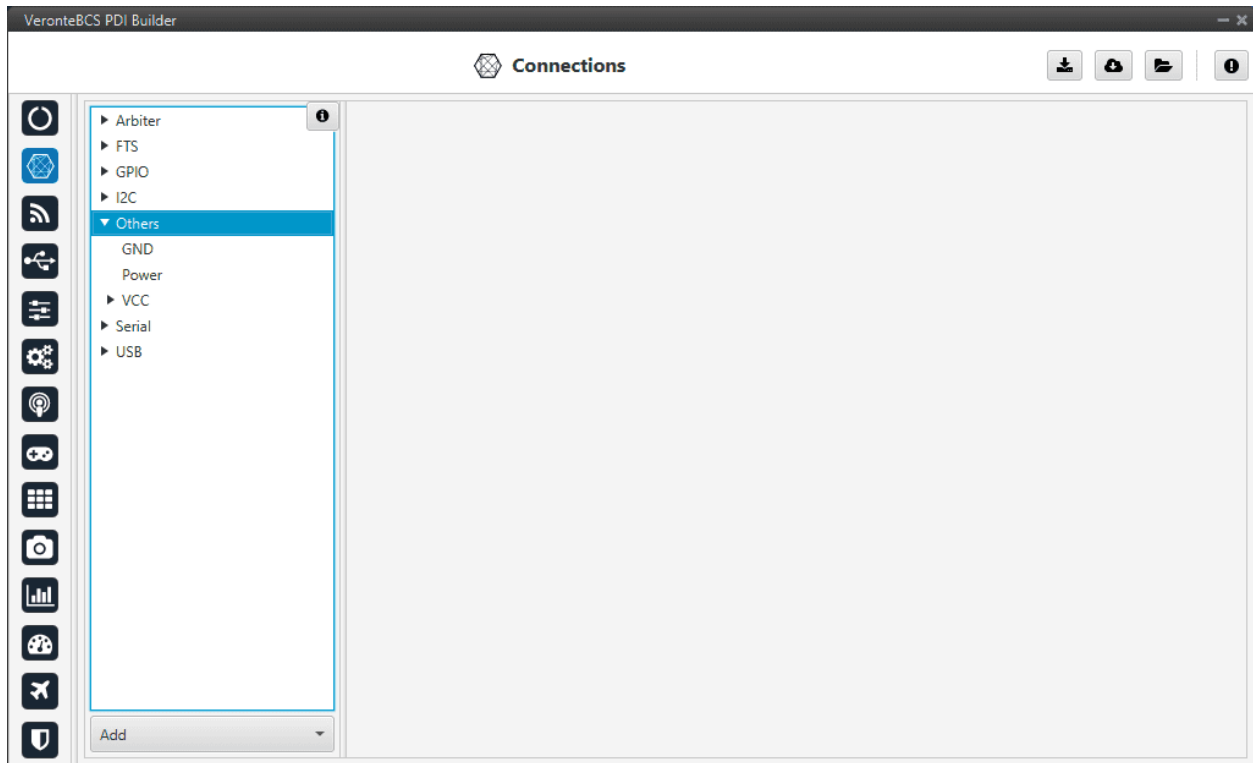 VeronteBCS PDI Builder
Connections
Arbiter
FTS
GPIO
I2C
Others
GND
Power
VCC
Serial
USB
Add